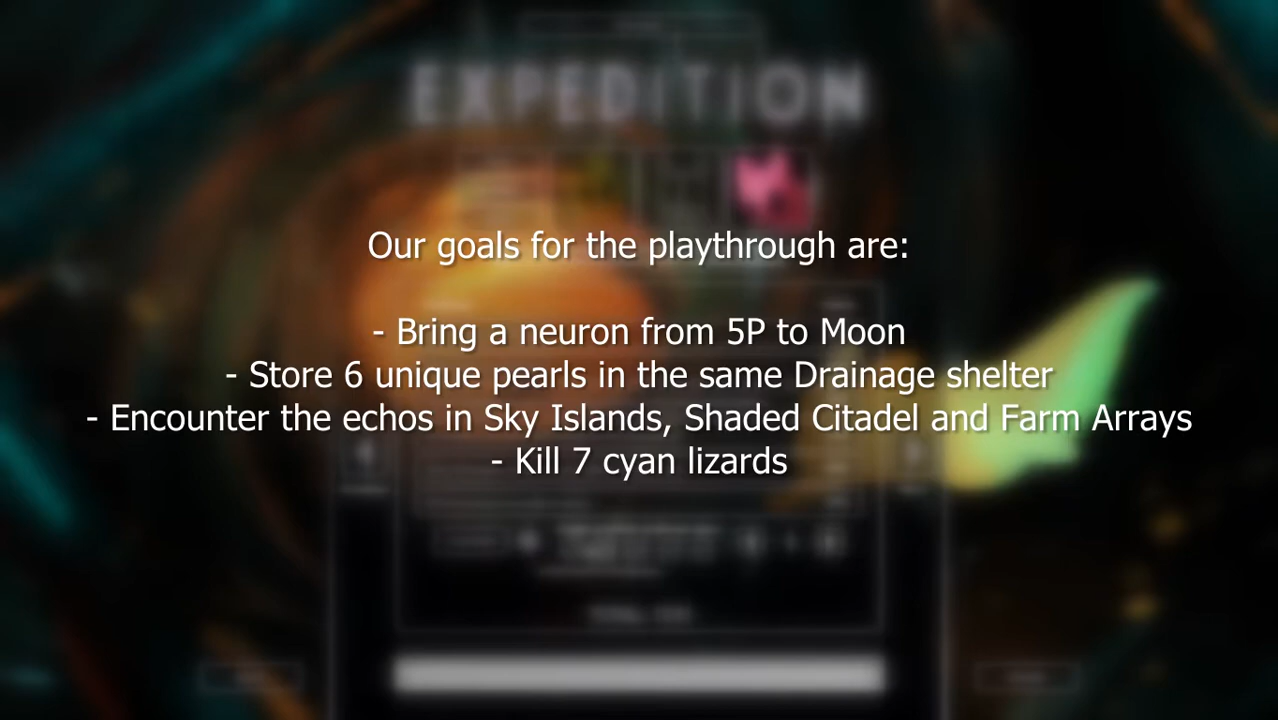 EXPEDITION
Our goals for the playthrough are:
- Bring a neuron from 5P to Moon
- Store 6 unique pearls in the same Drainage shelter
- Encounter the echos in Sky Islands, Shaded Citadel and Farm Arrays
- Kill 7 cyan lizards